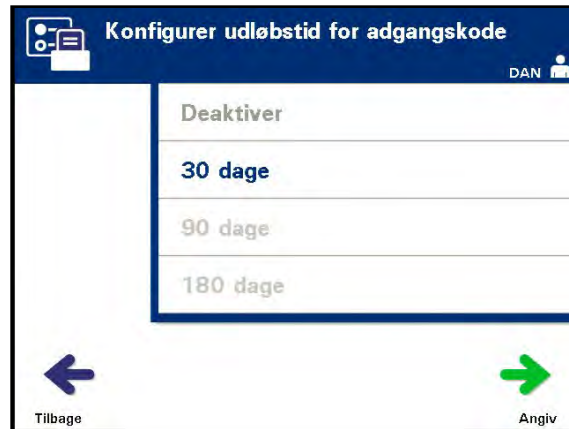 Konfigurer udløbstid for adgangskode
DAN
Deaktiver
30 dage
90 dage
180 dage
Tilbage
Angiv